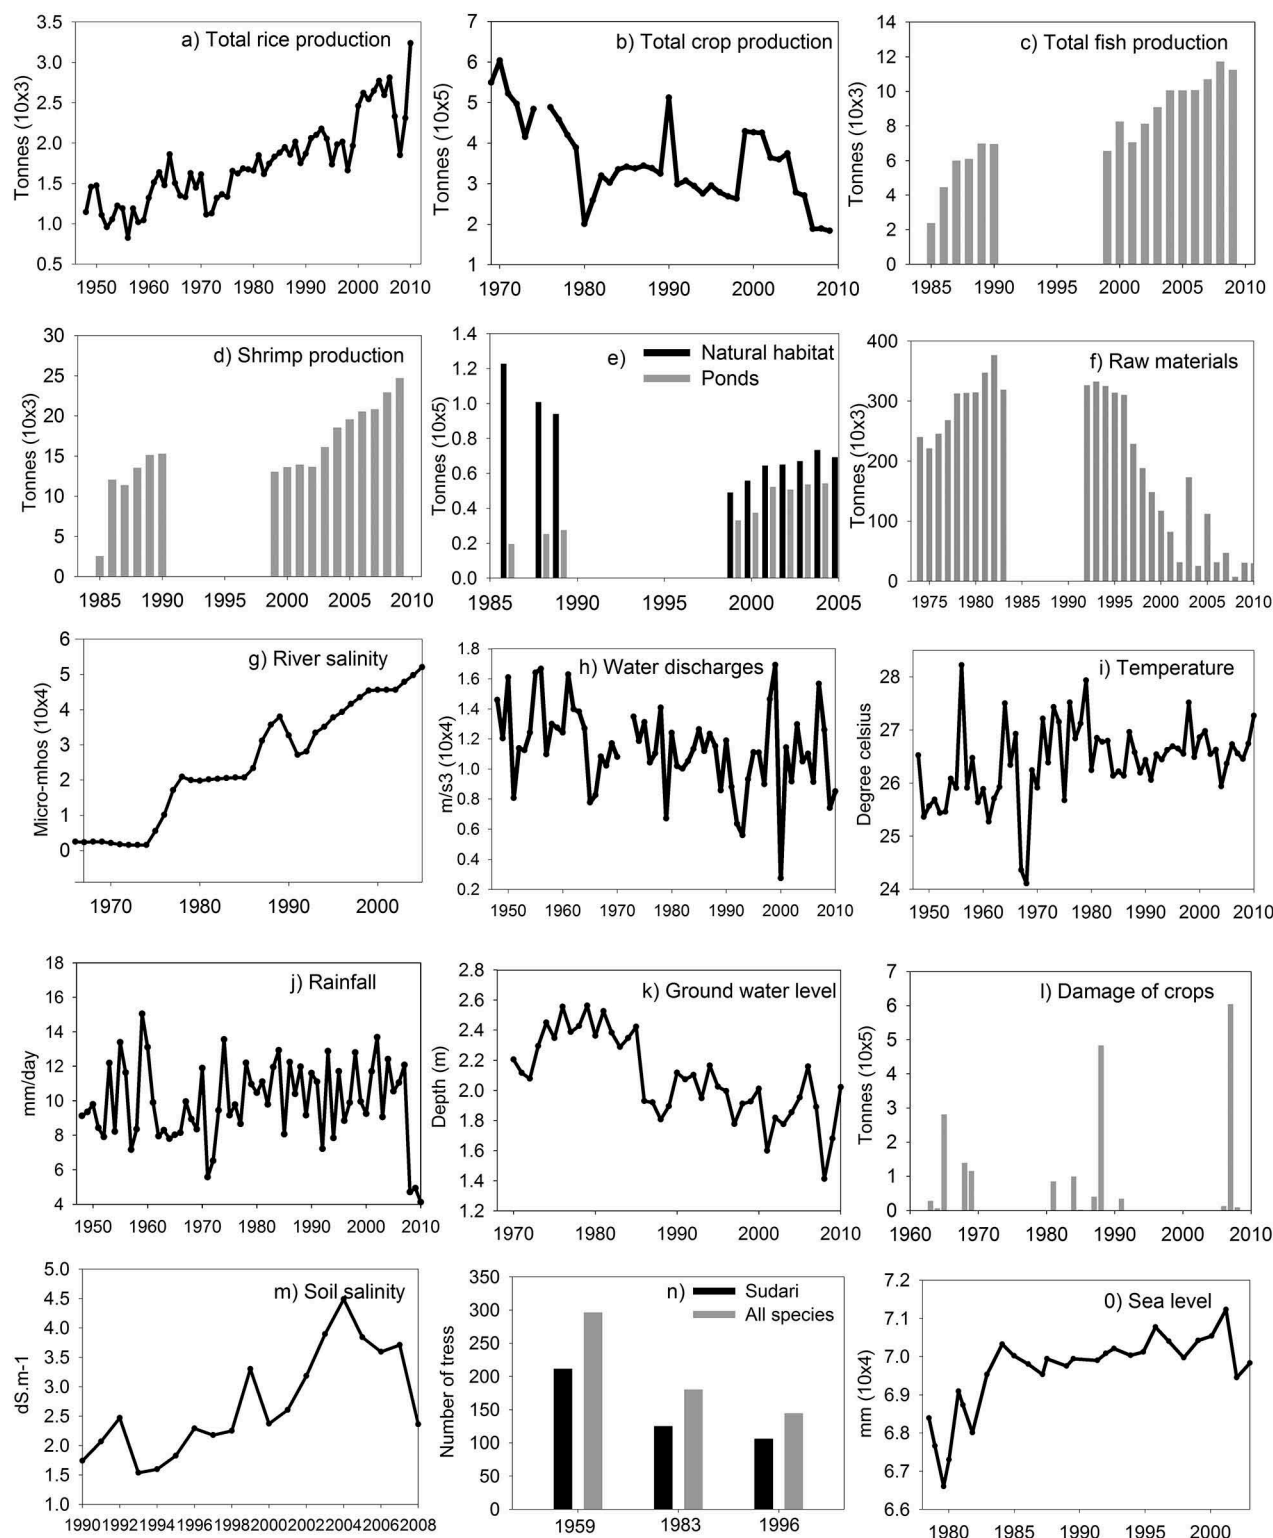 a) Total rice production
Tonnes (10x3)
3.5
3.0
2.5
2.0
1.5
1.0
0.5
1950 1960 1970 1980 1990 2000 2010
b) Total crop production
Tonnes (10x5)
7
6
5
4
3
2
1
1970 1980 1990 2000 2010
c) Total fish production
Tonnes (10x3)
14
12
10
8
6
4
2
0
1985 1990 1995 2000 2005 2010
d) Shrimp production
Tonnes (10x3)
30
25
20
15
10
5
0
1985 1990 1995 2000 2005 2010
e)
Natural habitat
Ponds
Tonnes (10x5)
1.4
1.2
1.0
0.8
0.6
0.4
0.2
0.0
1985 1990 1995 2000 2005
f) Raw materials
Tonnes (10x3)
400
300
200
100
0
1975 1980 1985 1990 1995 2000 2005 2010
g) River salinity
Micro-mhos (10x4)
6
5
4
3
2
1
0
1970 1980 1990 2000
h) Water discharges
m/s3 (10x4)
1.8
1.6
1.4
1.2
1.0
0.8
0.6
0.4
0.2
1950 1960 1970 1980 1990 2000 2010
i) Temperature
Degree celsius
28
27
26
25
24
1950 1960 1970 1980 1990 2000 2010
j) Rainfall
mm/day
18
16
14
12
10
8
6
4
1950 1960 1970 1980 1990 2000 2010
k) Ground water level
Depth (m)
2.8
2.6
2.4
2.2
2.0
1.8
1.6
1.4
1.2
1970 1980 1990 2000 2010
l) Damage of crops
Tonnes (10x5)
7
6
5
4
3
2
1
0
1960 1970 1980 1990 2000 2010
m) Soil salinity
dS.m-1
5.0
4.5
4.0
3.5
3.0
2.5
2.0
1.5
1.0
1990 1992 1994 1996 1998 2000 2002 2004 2006 2008
n)
Sudari
All species
Number of tress
350
300
250
200
150
100
50
0
1959 1983 1996
0) Sea level
mm (10x4)
7.2
7.1
7.0
6.9
6.8
6.7
6.6
1980 1985 1990 1995 2000